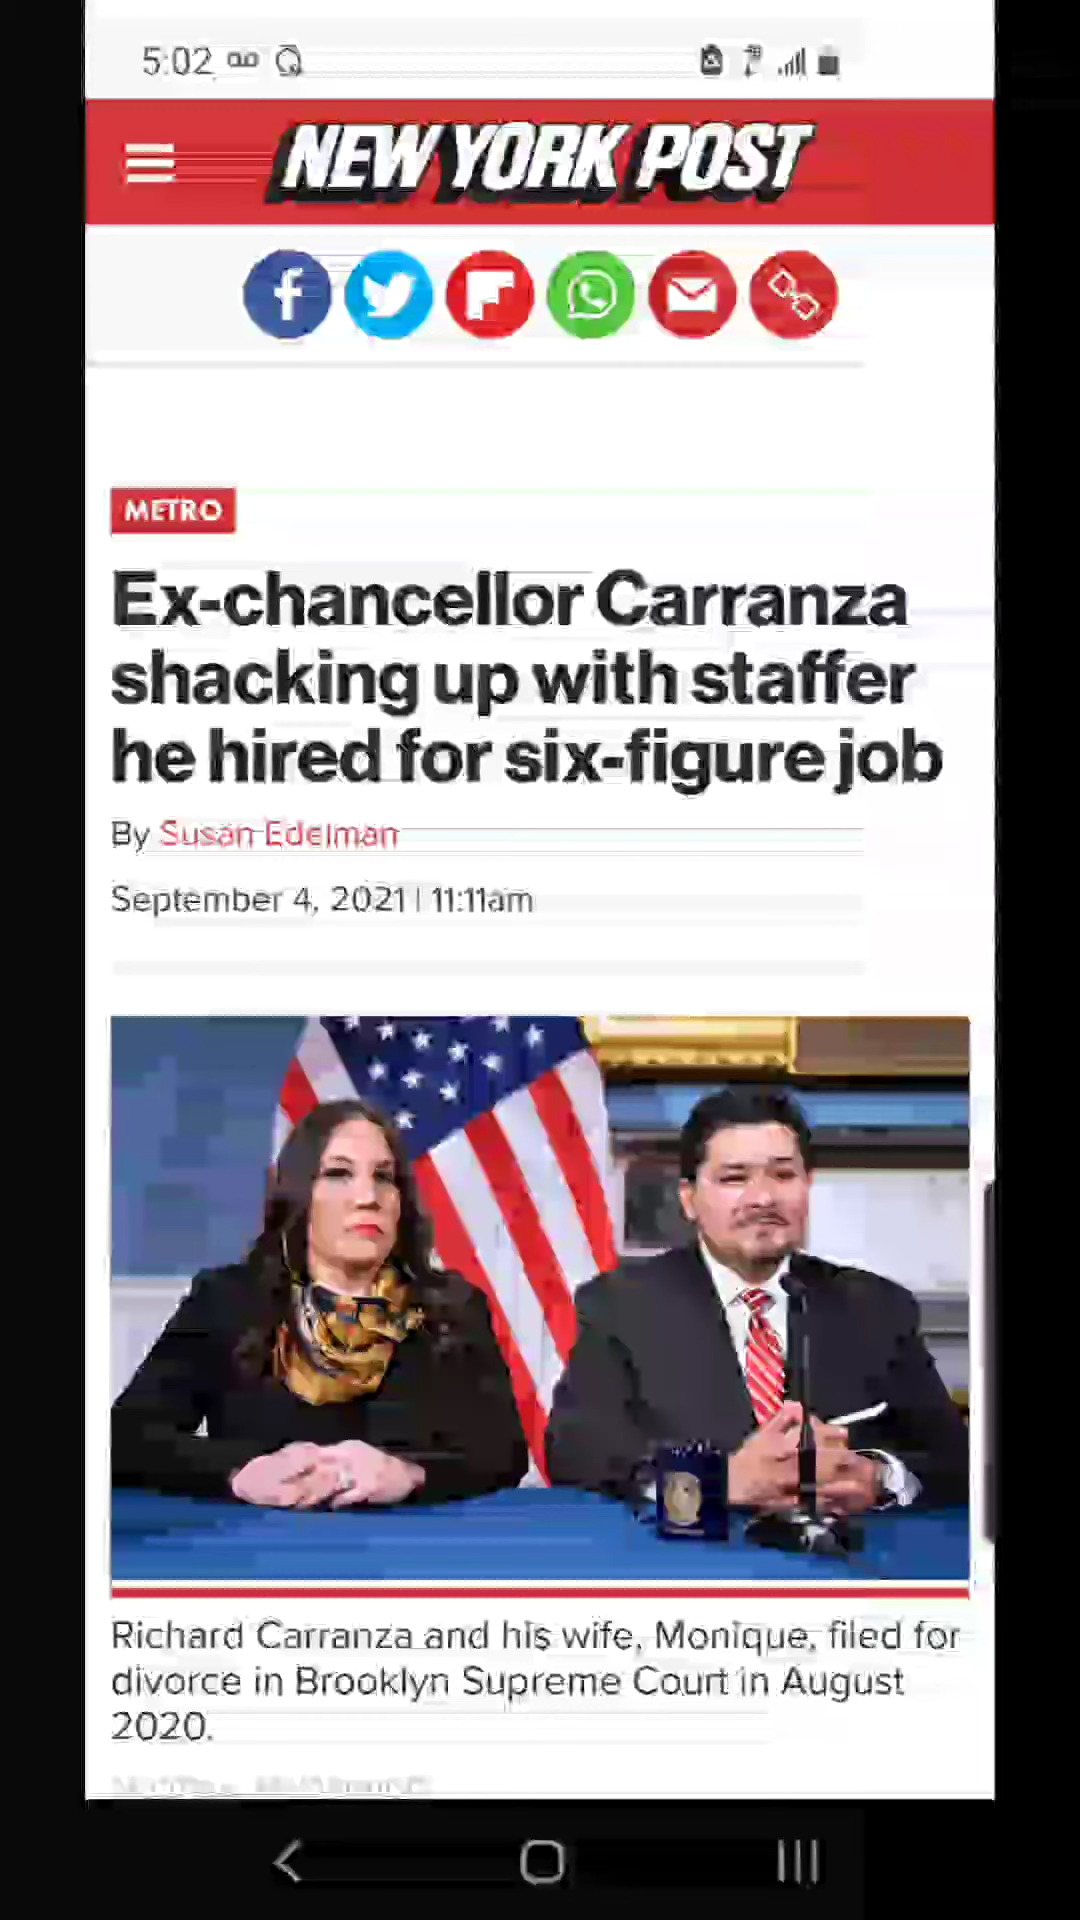 5:02
NEW YORK POST
METRO
Ex-chancellor Carranza
shacking up with staffer
he hired for six-figure job
By Susan Edelman
September 4, 2021 | 11:11am
Richard Carranza and his wife, Monique, filed for
divorce in Brooklyn Supreme Court in August
2020.